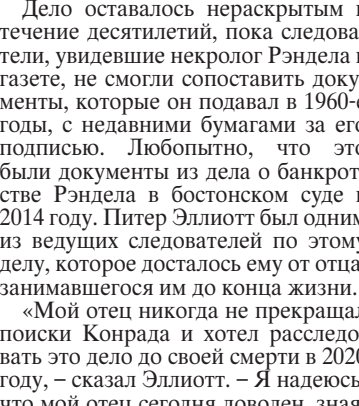 Дело оставалось нераскрытым в
течение десятилетий, пока следова-
тели, увидевшие некролог Рэндела в
газете, не смогли сопоставить доку-
менты, которые он подавал в 1960-е
годы, с недавними бумагами за его
подписью. Любопытно, что это
были документы из дела о банкрот-
стве Рэндела в бостонском суде в
2014 году. Питер Эллиотт был одним
из ведущих следователей по этому
делу, которое досталось ему от отца,
занимавшегося им до конца жизни.
«Мой отец никогда не прекращал
поиски Конрада и хотел расследо-
вать это дело до своей смерти в 2020
году, – сказал Эллиотт. – Я надеюсь,
что мой отец сегодня доволен, зная,